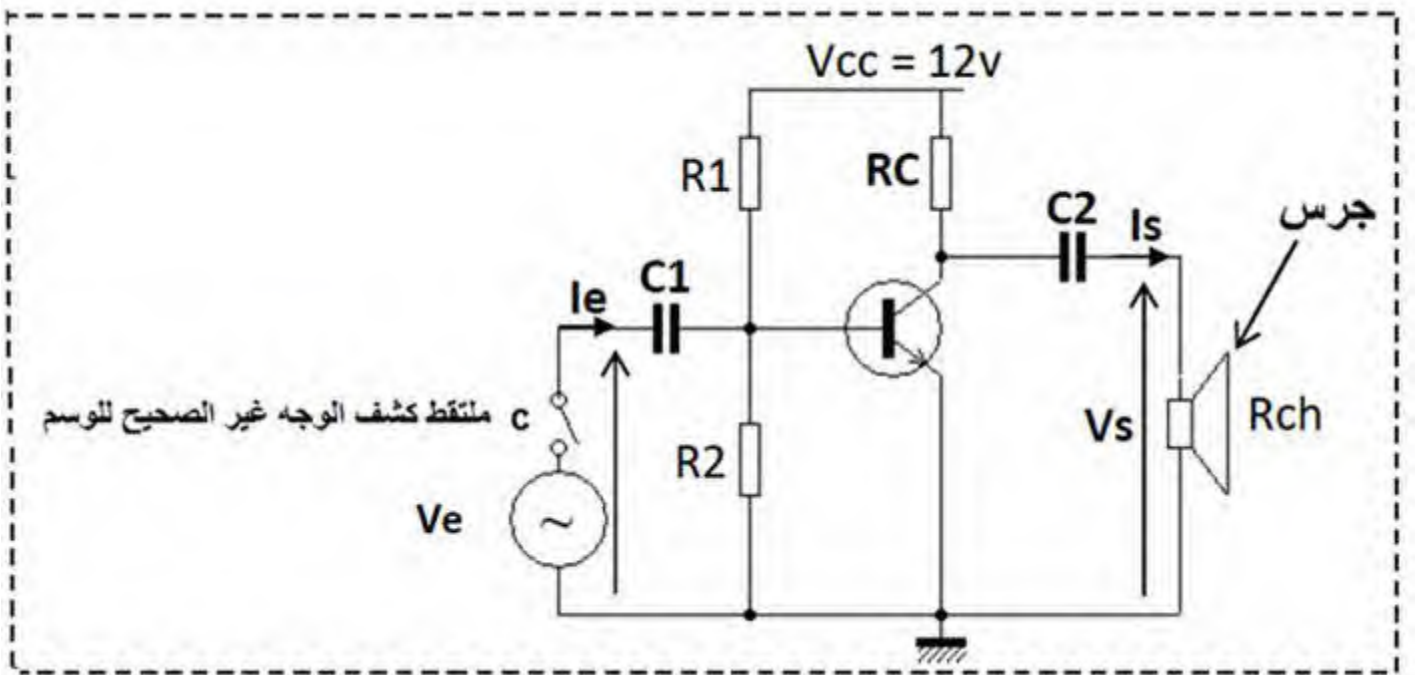 Vcc = 12v
R1
RC
C2
Is
جرس
C1
Ie
c ملتقط كشف الوجه غير الصحيح للوسم
R2
Vs
Rch
Ve
~